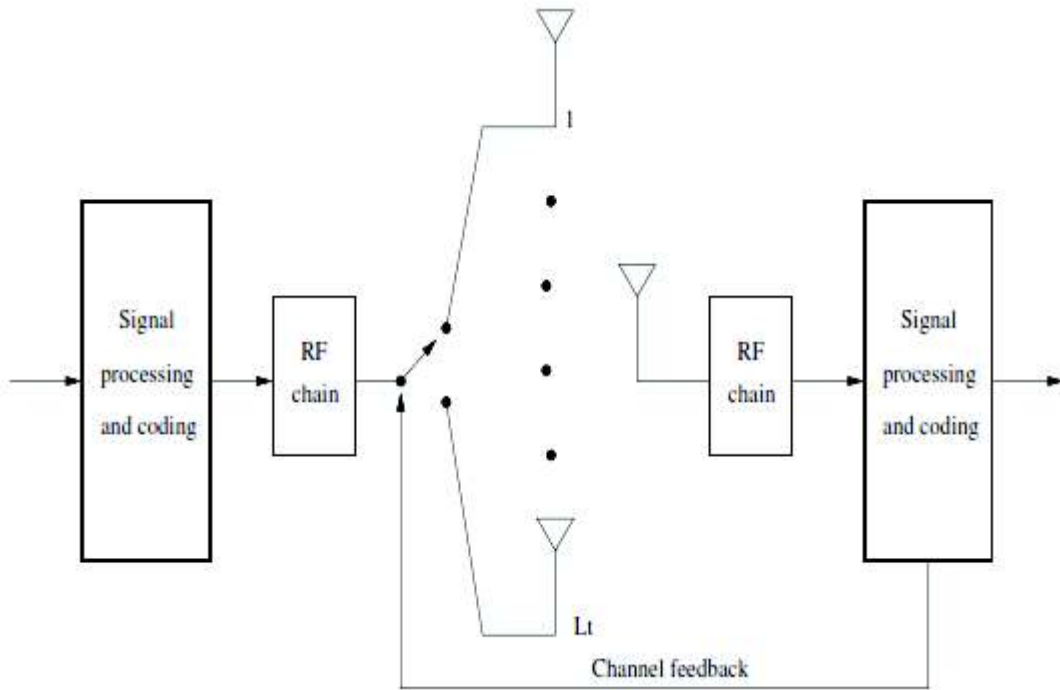 1
Signal
processing
and coding
RF
chain
RF
chain
Signal
processing
and coding
Lt
Channel feedback